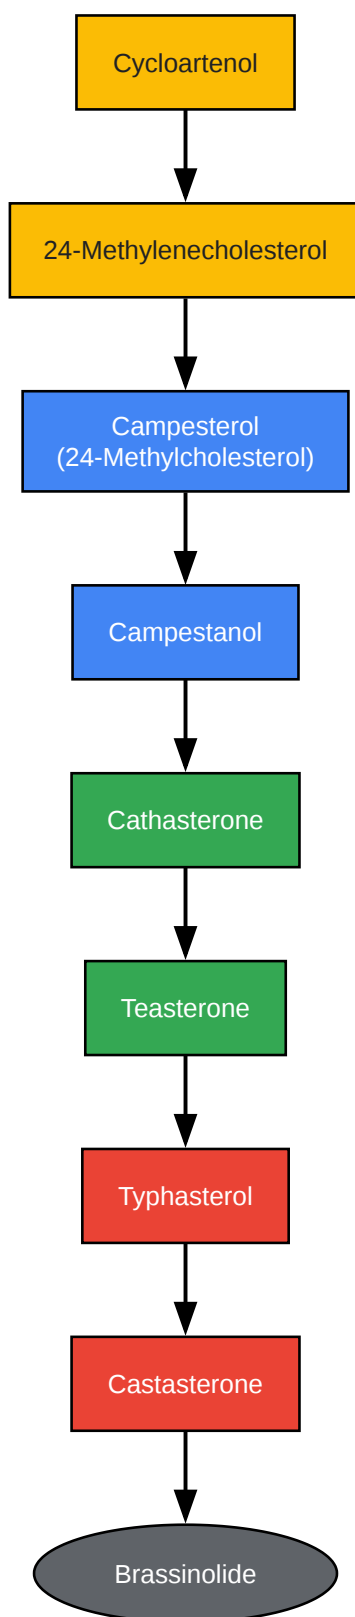 Cycloartenol
24-Methylenecholesterol
Campesterol
(24-Methylcholesterol)
Campestanol
Cathasterone
Teasterone
Typhasterol
Castasterone
Brassinolide